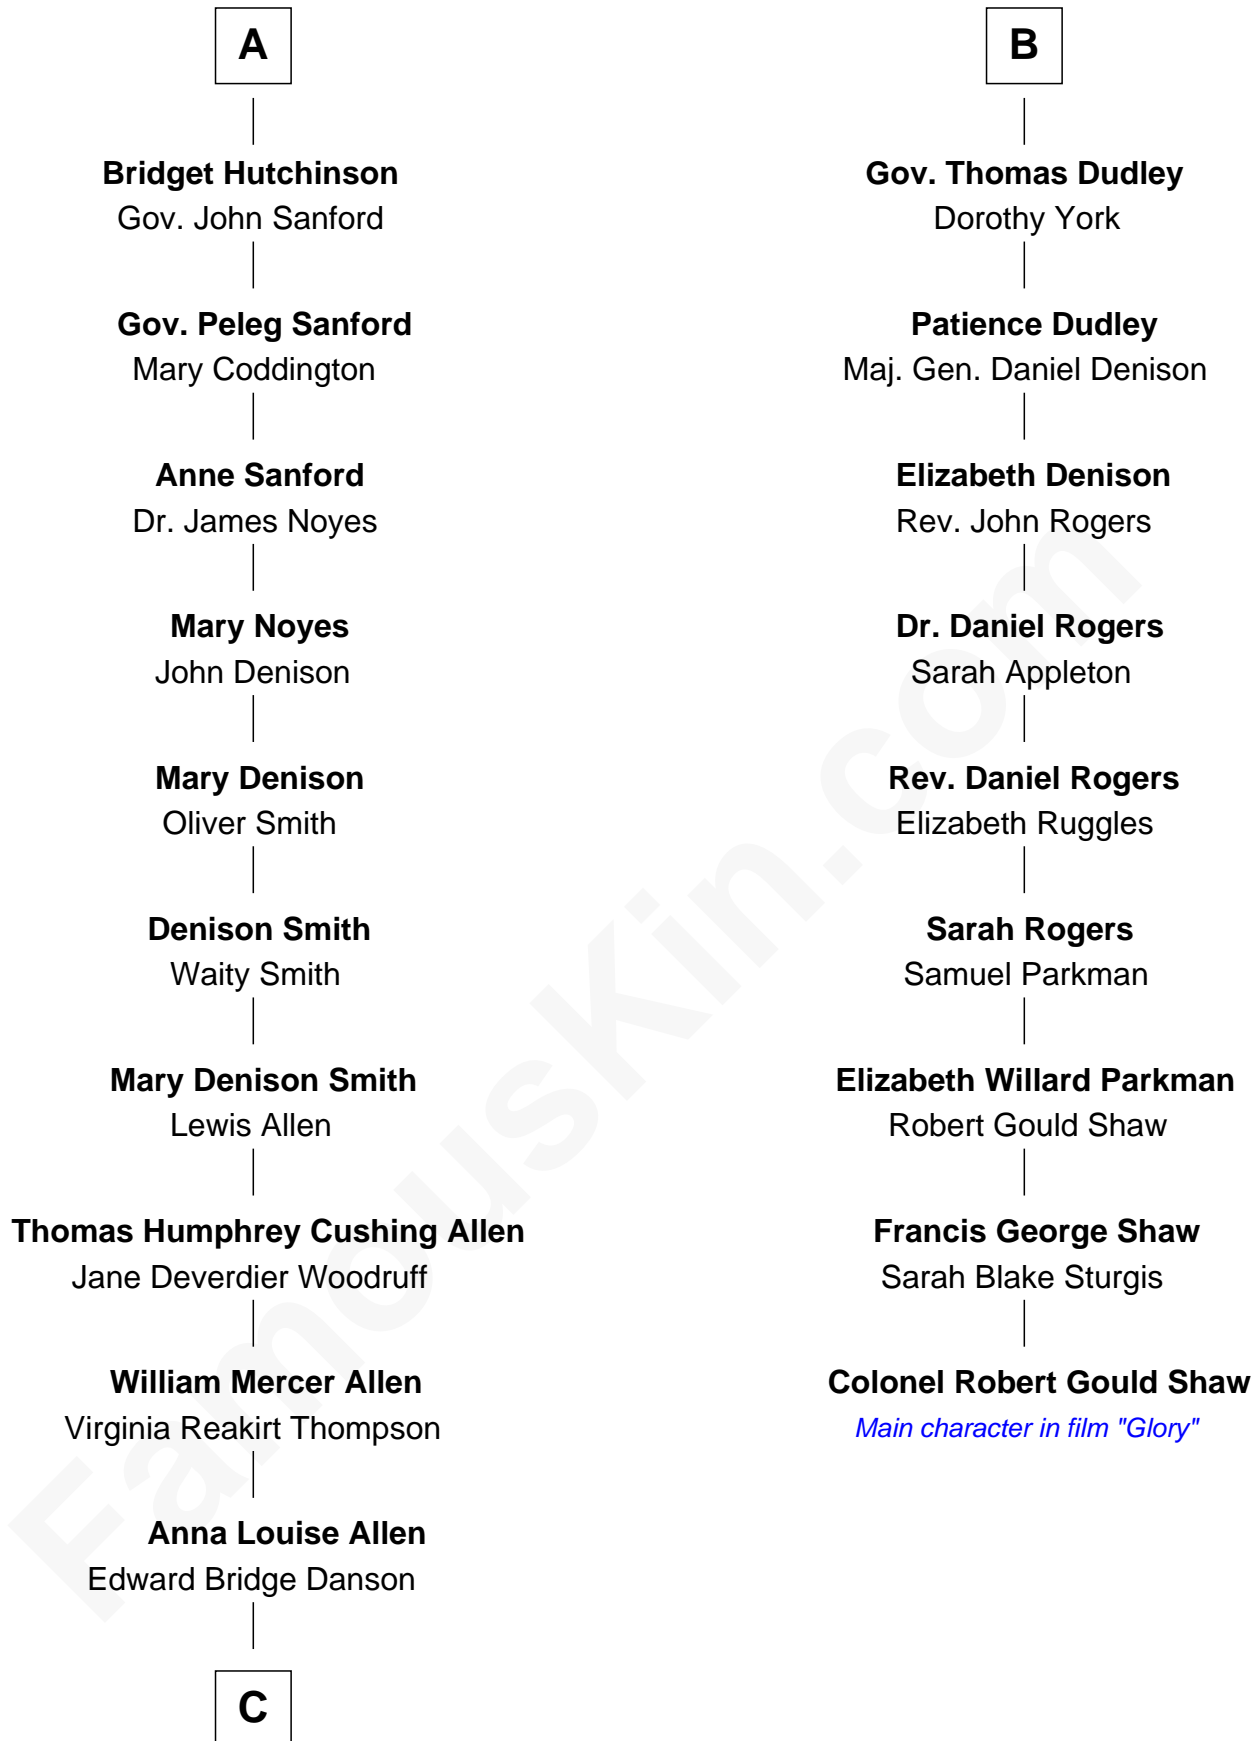 A
Bridget Hutchinson
Gov. John Sanford
Gov. Peleg Sanford
Mary Coddington
Anne Sanford
Dr. James Noyes
Mary Noyes
John Denison
Mary Denison
Oliver Smith
Denison Smith
Waity Smith
Mary Denison Smith
Lewis Allen
Thomas Humphrey Cushing Allen
Jane Deverdier Woodruff
William Mercer Allen
Virginia Reakirt Thompson
Anna Louise Allen
Edward Bridge Danson
C
B
Gov. Thomas Dudley
Dorothy York
Patience Dudley
Maj. Gen. Daniel Denison
Elizabeth Denison
Rev. John Rogers
Dr. Daniel Rogers
Sarah Appleton
Rev. Daniel Rogers
Elizabeth Ruggles
Sarah Rogers
Samuel Parkman
Elizabeth Willard Parkman
Robert Gould Shaw
Francis George Shaw
Sarah Blake Sturgis
Colonel Robert Gould Shaw
Main character in film "Glory"
FamousKin.com